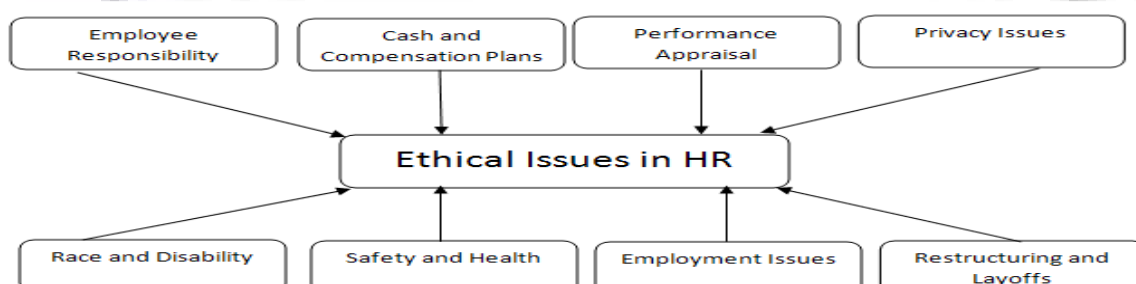 Employee
Responsibility
Cash and
Compensation Plans
Performance
Appraisal
Privacy Issues
Ethical Issues in HR
Race and Disability
Safety and Health
Employment Issues
Restructuring and
Layoffs